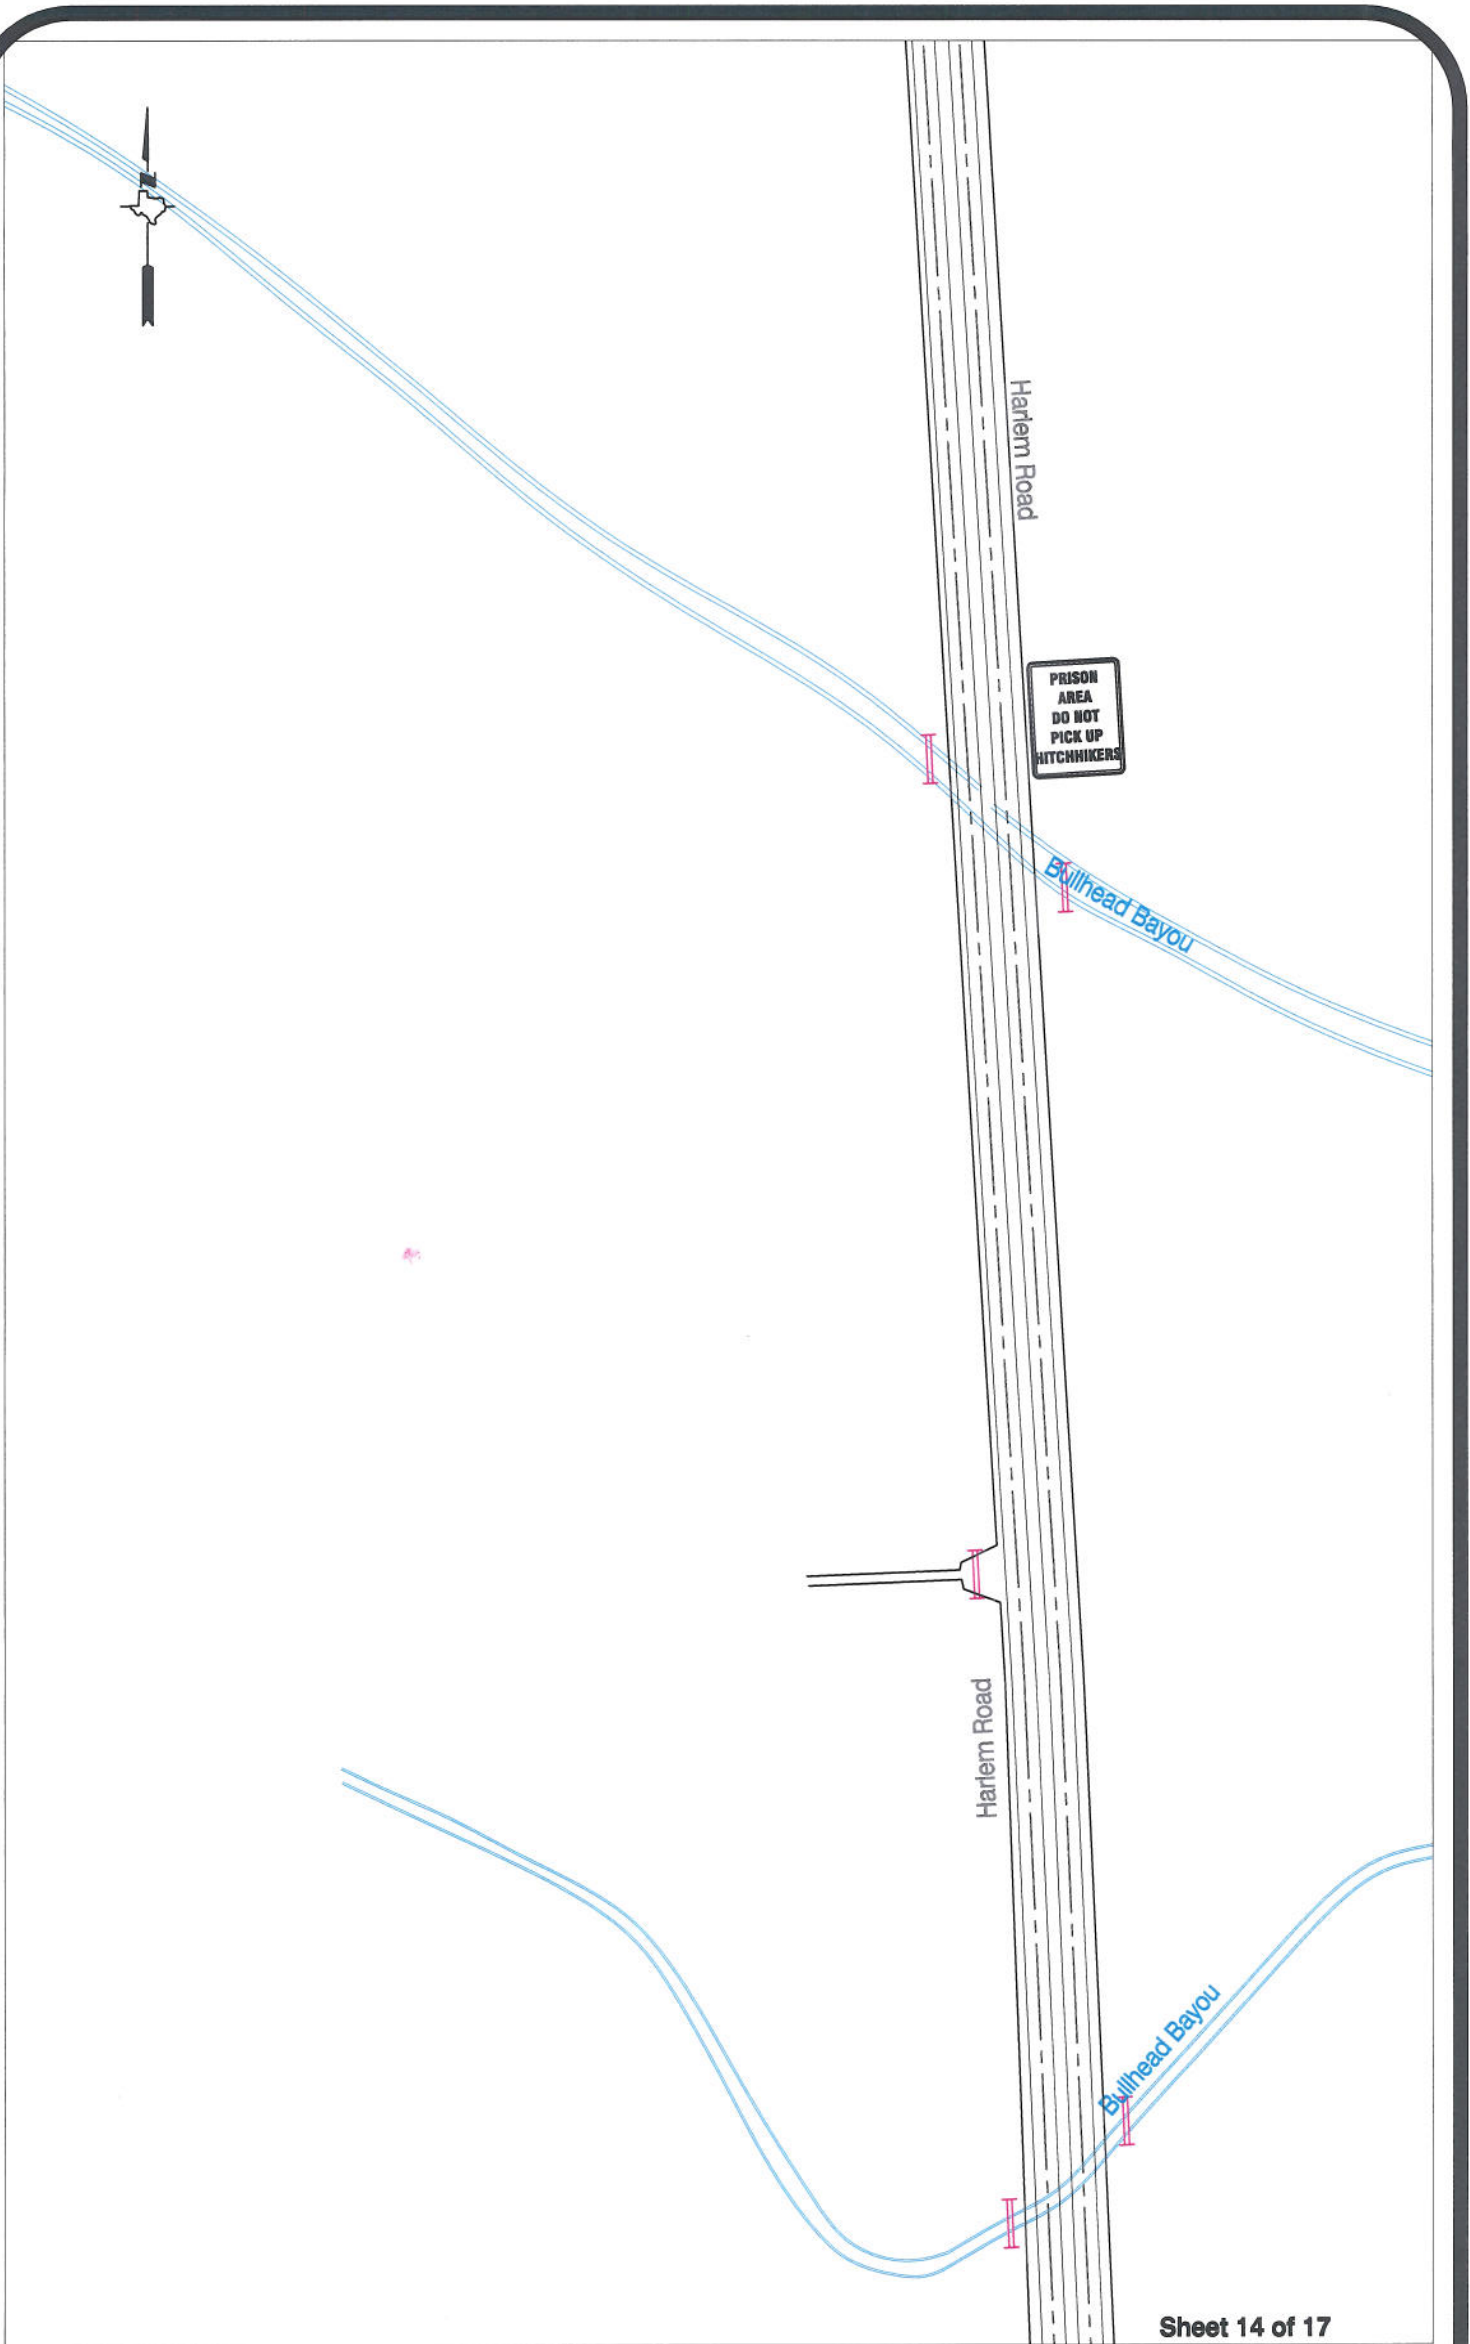 Harlem Road
PRISON
AREA
DO NOT
PICK UP
HITCHHIKERS
Bullhead Bayou
Harlem Road
Bullhead Bayou
Sheet 14 of 17